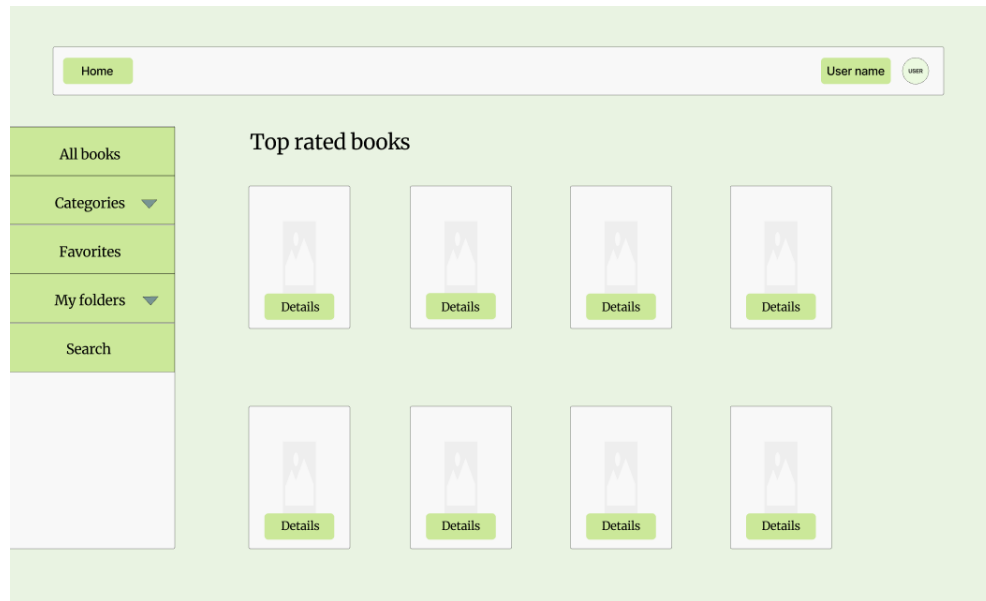 Home
User name
USER
All books
Categories
Favorites
My folders
Search
Top rated books
Details
Details
Details
Details
Details
Details
Details
Details